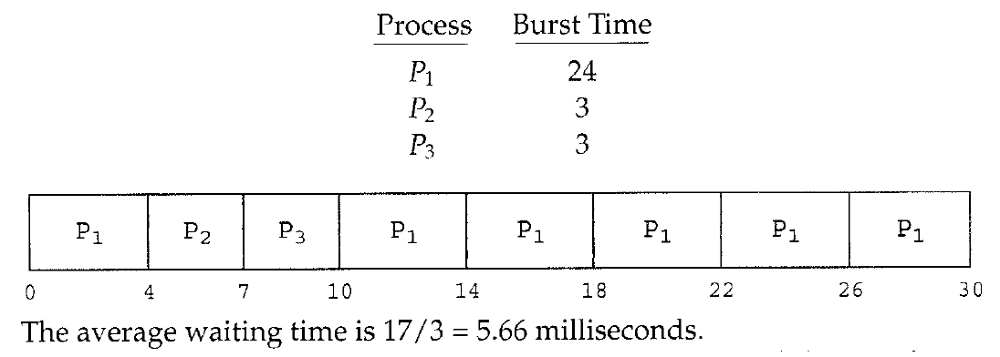 Process Burst Time
P₁ 24
P₂ 3
P₃ 3
P₁ P₂ P₃ P₁ P₁ P₁ P₁ P₁
0 4 7 10 14 18 22 26 30
The average waiting time is 17/3 = 5.66 milliseconds.